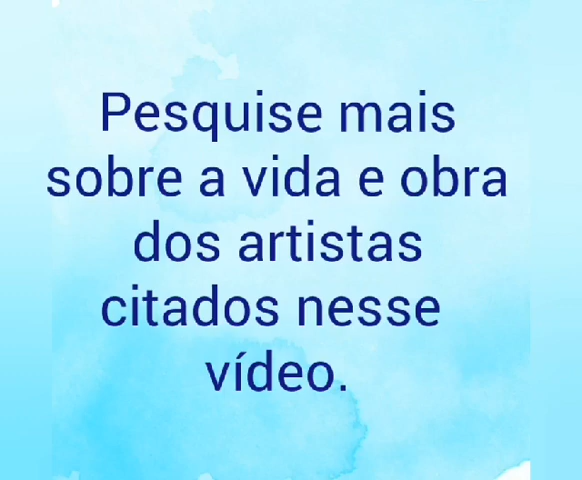 Pesquise mais
sobre a vida e obra
dos artistas
citados nesse
vídeo.